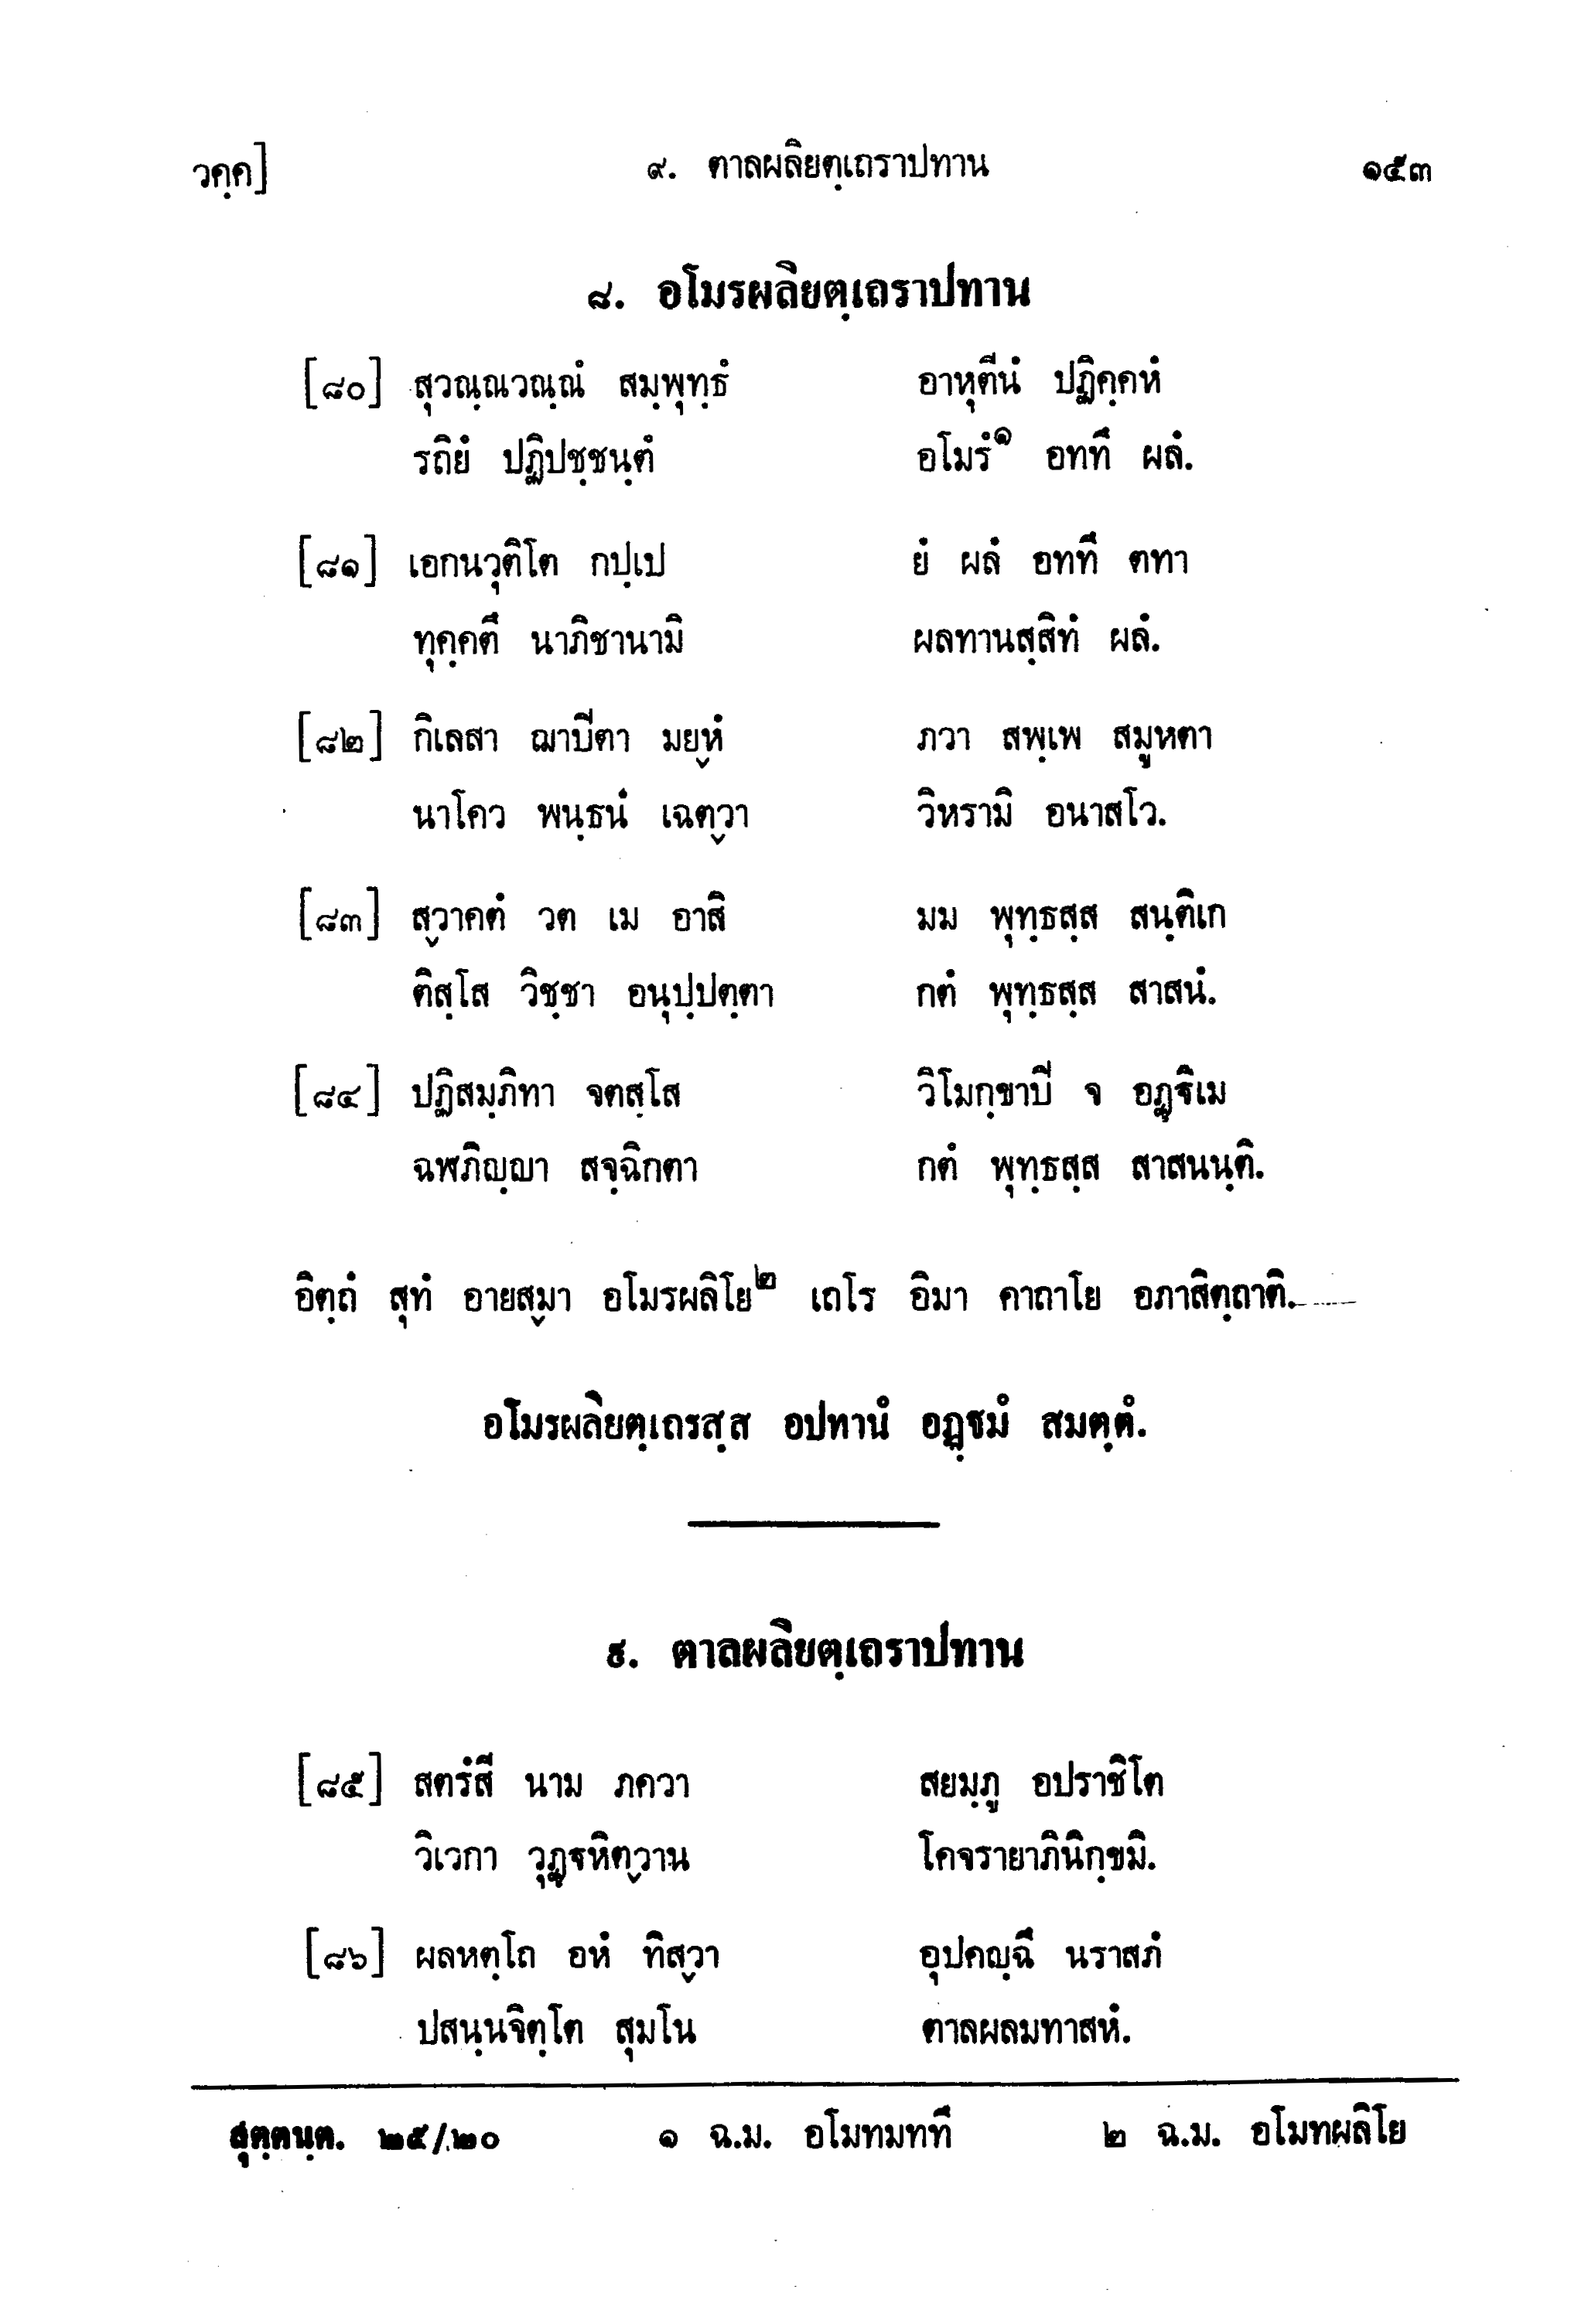 วคฺค] ๙. ตาลผลิยตฺเถราปทาน ๑๕๓
๘. อโมรผลิยตฺเถราปทาน
[๘๐] สุวณฺณวณฺณํ สมฺพุทฺธํ อาหุตีนํ ปฏิคฺคหํ
รถิยํ ปฏิปชฺชนฺตํ อโมรํ๑ อททึ ผลํ.
[๘๑] เอกนวุติโต กปฺเป ยํ ผลํ อททึ ตทา
ทุคฺคตึ นาภิชานามิ ผลทานสฺสิทํ ผลํ.
[๘๒] กิเลสา ฌาปีตา มยฺหํ ภวา สพฺเพ สมูหตา
นาโคว พนฺธนํ เฉตฺวา วิหรามิ อนาสโว.
[๘๓] สฺวาคตํ วต เม อาสิ มม พุทฺธสฺส สนฺติเก
ติสฺโส วิชฺชา อนุปฺปตฺตา กตํ พุทฺธสฺส สาสนํ.
[๘๔] ปฏิสมฺภิทา จตสฺโส วิโมกฺขาปี จ อฏฺฐิเม
ฉฬภิญฺญา สจฺฉิกตา กตํ พุทฺธสฺส สาสนนฺติ.
อิตฺถํ สุทํ อายสฺมา อโมรผลิโย๒ เถโร อิมา คาถาโย อภาสิตฺถาติ.
อโมรผลิยตฺเถรสฺส อปทานํ อฏฺฐมํ สมตฺตํ.
๙. ตาลผลิยตฺเถราปทาน
[๘๕] สตรํสี นาม ภควา สยมฺภู อปราชิโต
วิเวกา วุฏฺฐหิตฺวาน โคจรายาภินิกฺขมิ.
[๘๖] ผลหตฺโถ อหํ ทิสฺวา อุปคญฺฉึ นราสภํ
ปสนฺนจิตฺโต สุมโน ตาลผลมทาสหํ.
สุตฺตนฺต. ๒๕/๒๐ ๑ ฉ.ม. อโมทมททึ ๒ ฉ.ม. อโมทผลิโย